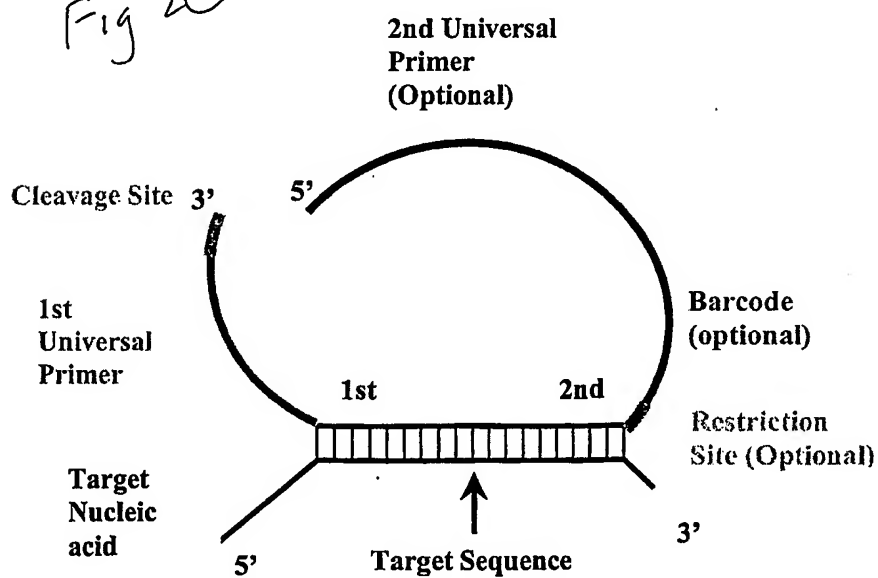 Fig
2nd Universal
Primer
(Optional)
Cleavage Site 3’
5’
1st
Universal
Primer
Barcode
(optional)
1st
2nd
Restriction
Site (Optional)
Target
Nucleic
acid
5’
Target Sequence
3’